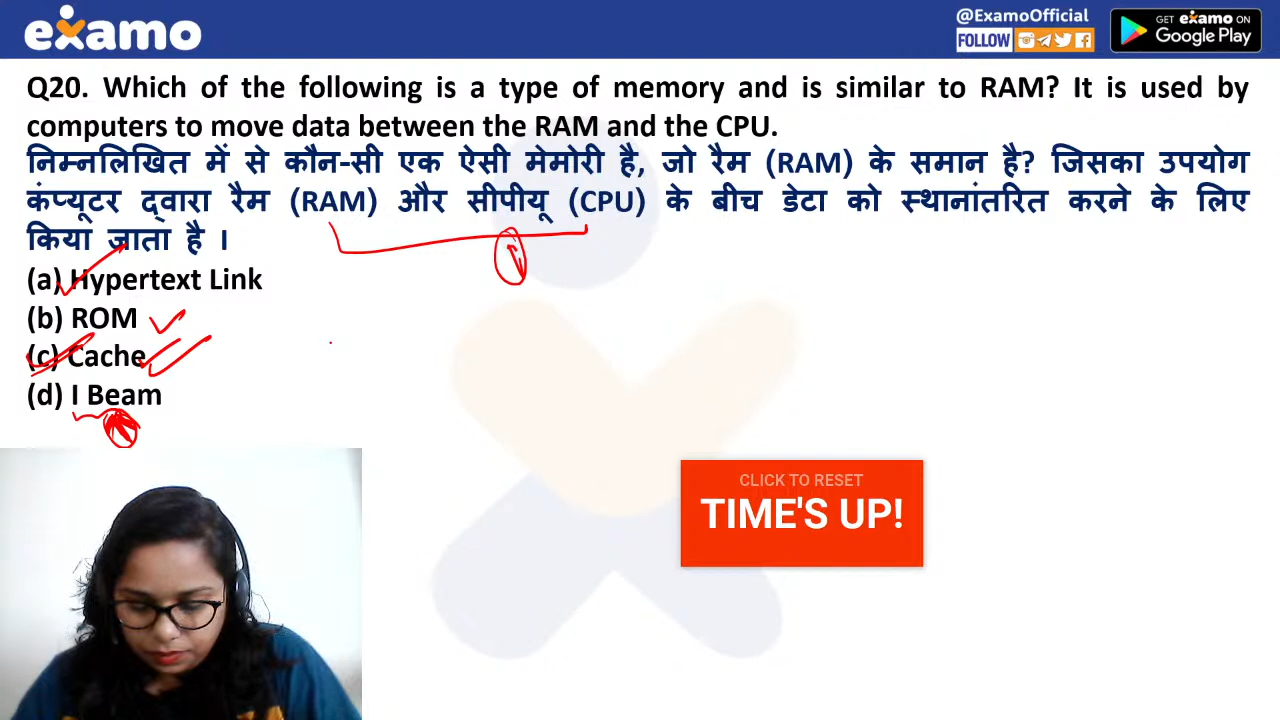 examo
@ExamoOfficial
FOLLOW
GET examo ON
Google Play
Q20. Which of the following is a type of memory and is similar to RAM? It is used by
computers to move data between the RAM and the CPU.
निम्नलिखित में से कौन-सी एक ऐसी मेमोरी है, जो रैम (RAM) के समान है? जिसका उपयोग
कंप्यूटर द्वारा रैम (RAM) और सीपीयू (CPU) के बीच डेटा को स्थानांतरित करने के लिए
किया जाता है ।
(a) Hypertext Link
(b) ROM
(c) Cache
(d) I Beam
CLICK TO RESET
TIME'S UP!